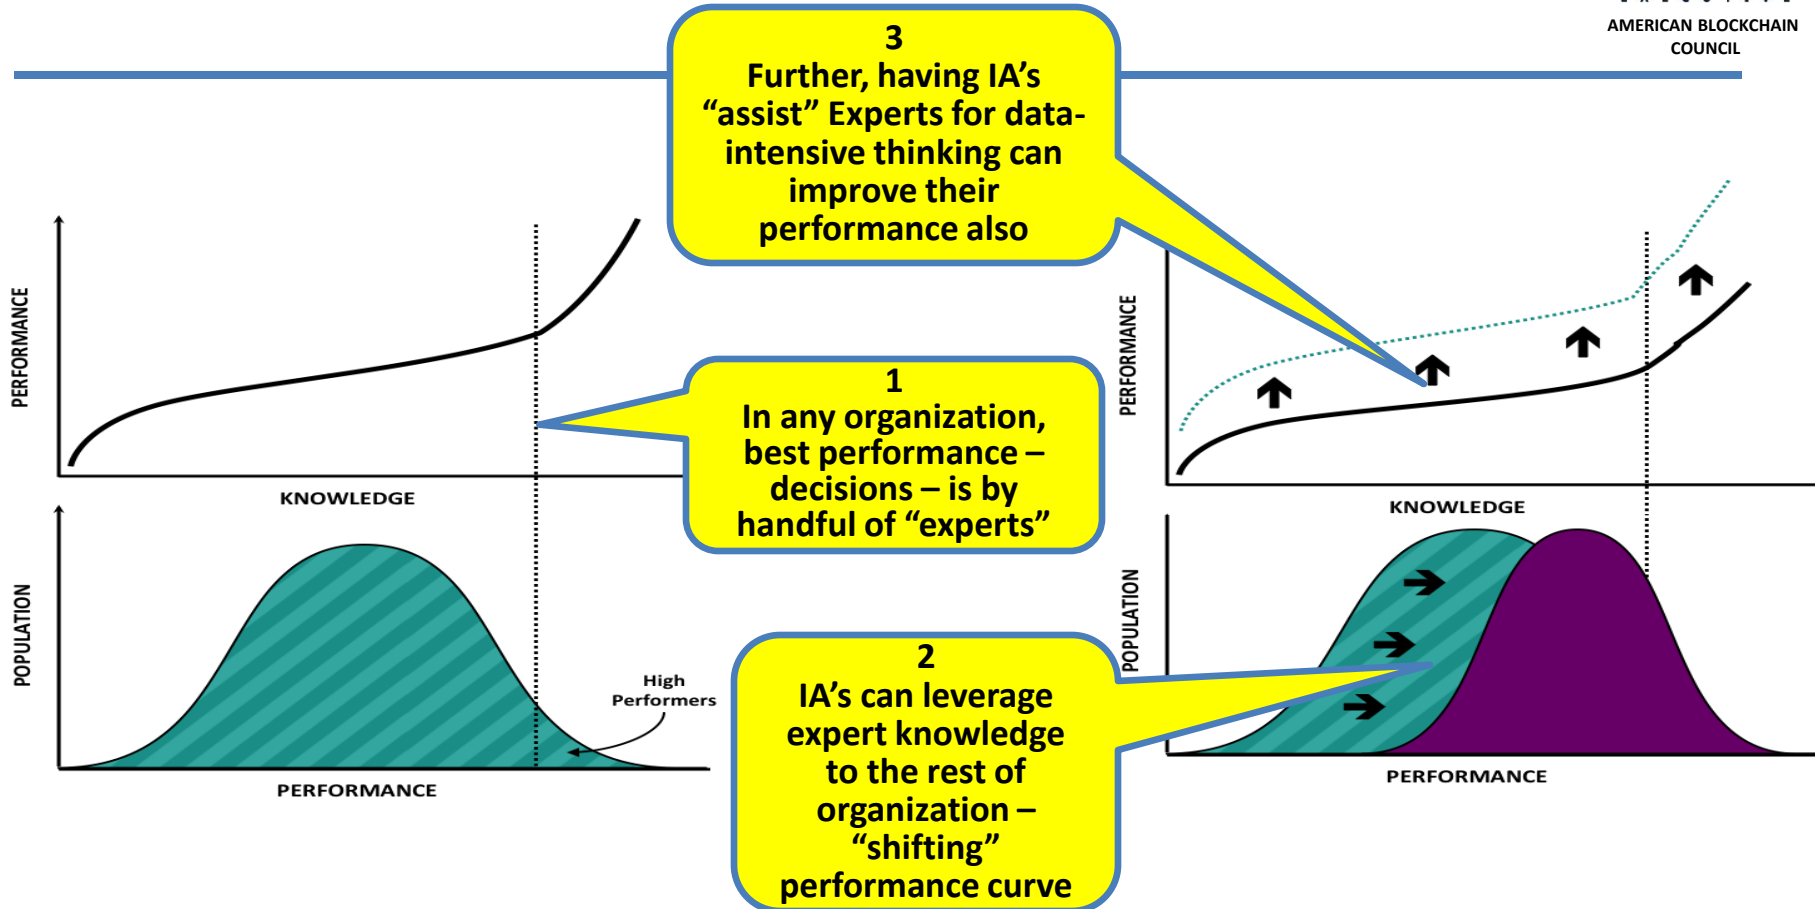 EXECUTIVE
AMERICAN BLOCKCHAIN
COUNCIL
3
Further, having IA’s
“assist” Experts for data-
intensive thinking can
improve their
performance also
PERFORMANCE
KNOWLEDGE
1
In any organization,
best performance –
decisions – is by
handful of “experts”
PERFORMANCE
KNOWLEDGE
POPULATION
High
Performers
PERFORMANCE
2
IA’s can leverage
expert knowledge
to the rest of
organization –
“shifting”
performance curve
POPULATION
PERFORMANCE